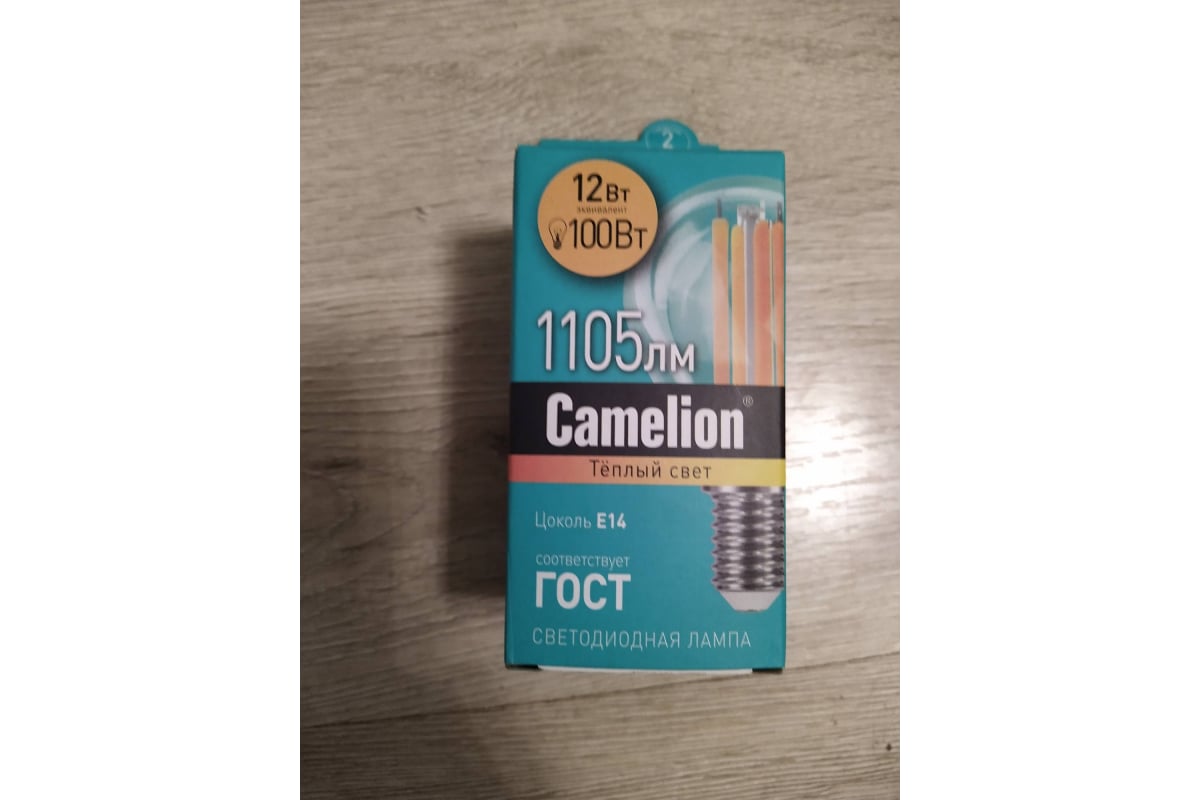 2
12Вт
эквивалент
100Вт
1105лм
Camelion®
Тёплый свет
Цоколь E14
соответствует
ГОСТ
СВЕТОДИОДНАЯ ЛАМПА